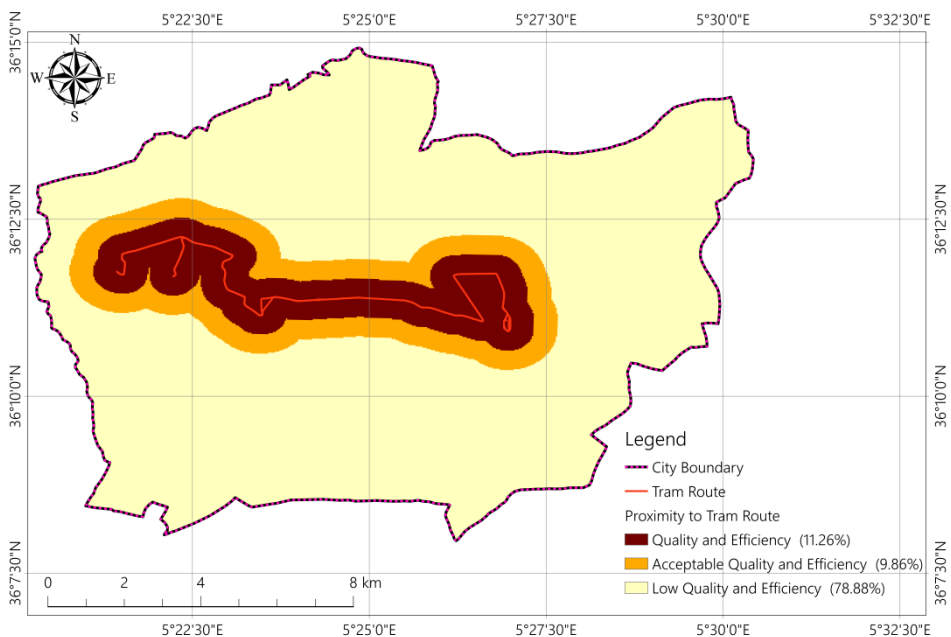 5°22'30"E 5°25'0"E 5°27'30"E 5°30'0"E 5°32'30"E
36°15'0"N
36°15'0"N
N
W E
S
36°12'30"N
36°12'30"N
36°10'0"N
36°10'0"N
Legend
City Boundary
Tram Route
Proximity to Tram Route
Quality and Efficiency (11.26%)
Acceptable Quality and Efficiency (9.86%)
Low Quality and Efficiency (78.88%)
36°7'30"N
36°7'30"N
0 2 4 8 km
5°22'30"E 5°25'0"E 5°27'30"E 5°30'0"E 5°32'30"E